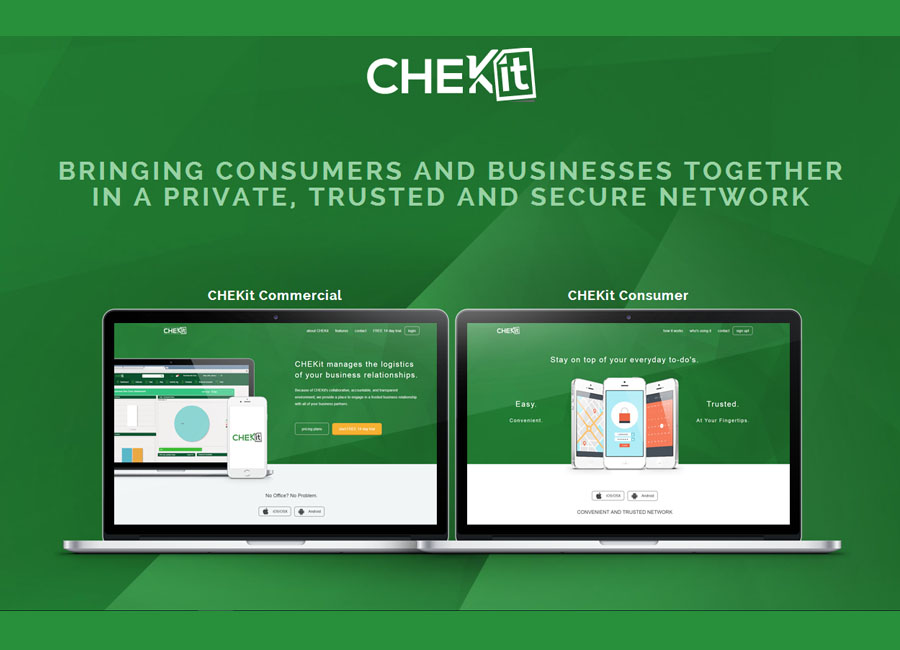 CHEKit
BRINGING CONSUMERS AND BUSINESSES TOGETHER
IN A PRIVATE, TRUSTED AND SECURE NETWORK
CHEKit Commercial
CHEKit
about CHEKit features contact FREE 14 day trial login
CHEKit manages the logistics
of your business relationships.
Because of CHEKit's collaborative, accountable, and transparent
environment, we provide a place to engage in a trusted business relationship
with all of your business partners.
pricing plans start FREE 14 day trial
CHEKit
No Office? No Problem.
iOS/OSX Android
CHEKit Consumer
CHEKit
how it works who's using it contact sign up!
Stay on top of your everyday to-do's.
Easy.
Convenient.
Trusted.
At Your Fingertips.
iOS/OSX Android
CONVENIENT AND TRUSTED NETWORK